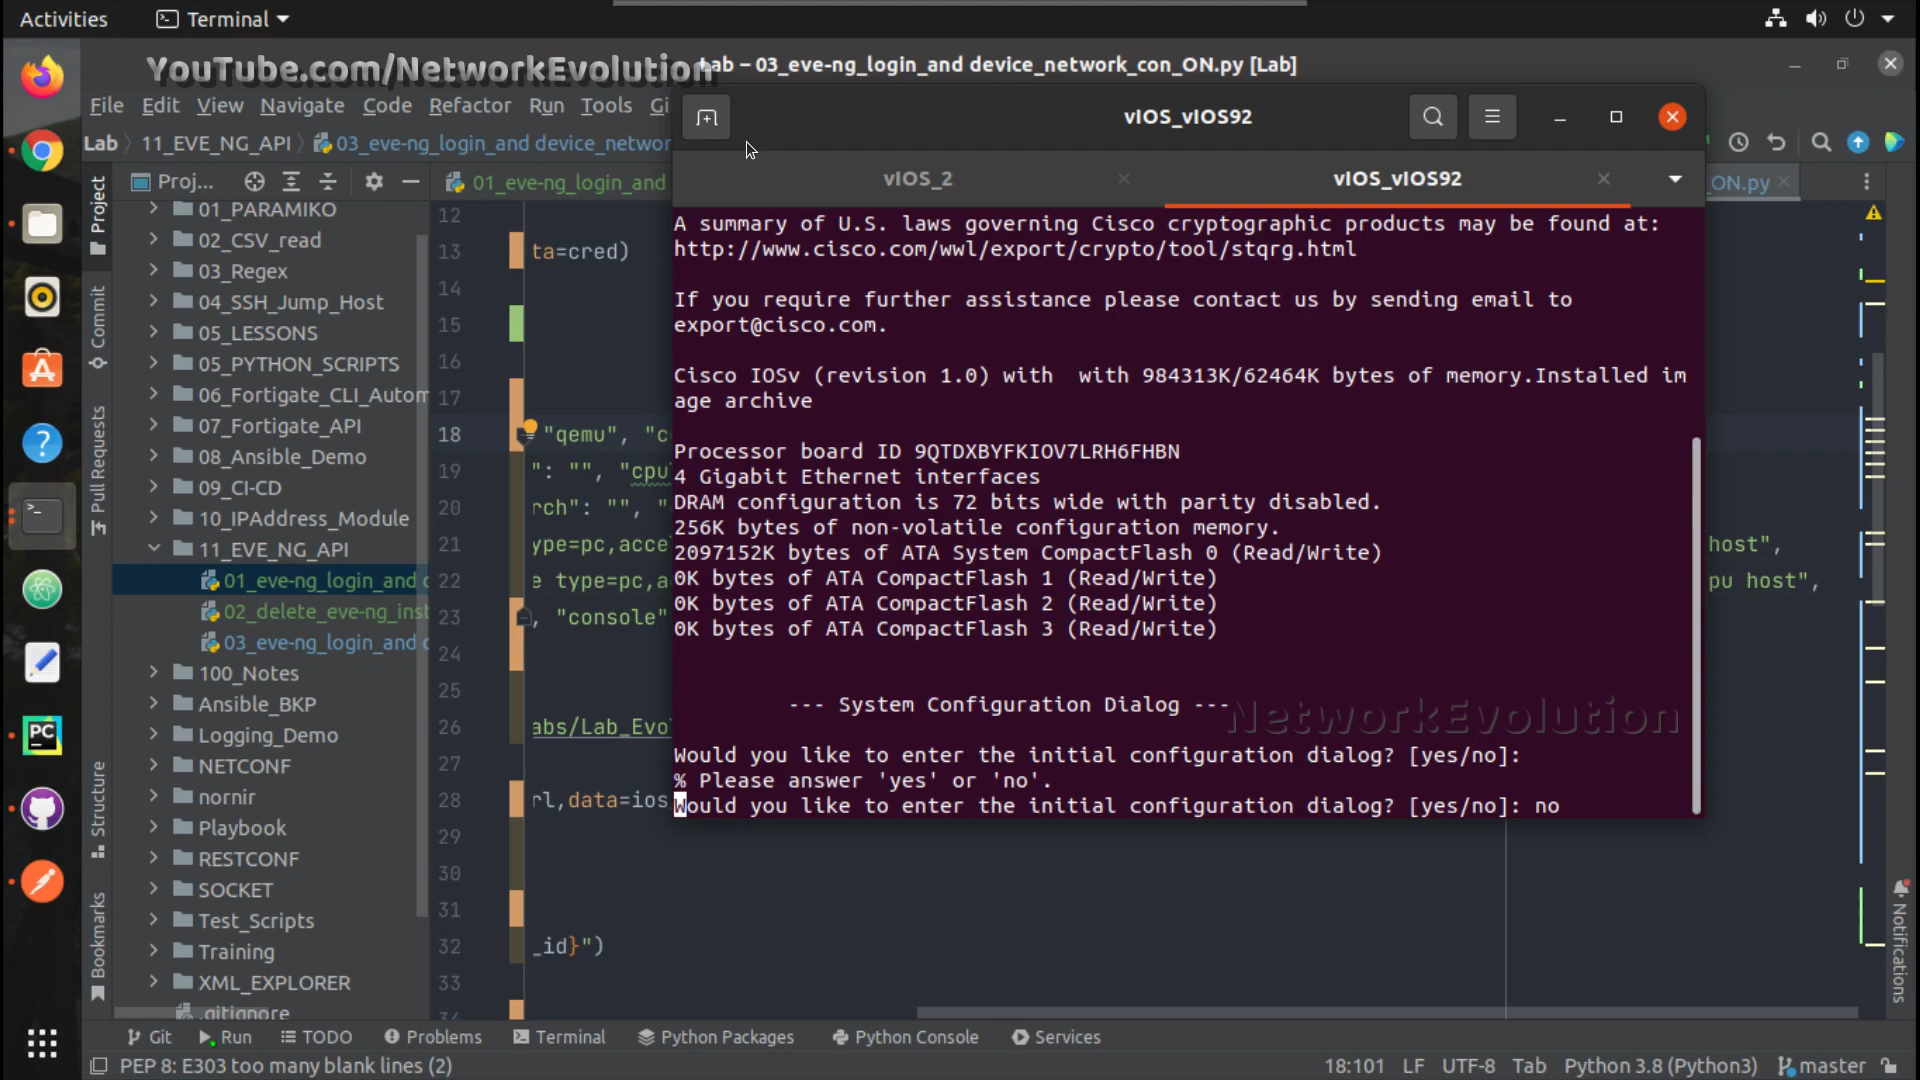 Activities
Terminal
YouTube.com/NetworkEvolution
Lab – 03_eve-ng_login_and device_network_con_ON.py [Lab]
File Edit View Navigate Code Refactor Run Tools Gi
vIOS_vIOS92
Lab 11_EVE_NG_API 03_eve-ng_login_and device_networ
Proj...
01_eve-ng_login_and
vIOS_2
vIOS_vIOS92
_ON.py
Project
Commit
Pull Requests
Structure
Bookmarks
Notifications
01_PARAMIKO
02_CSV_read
03_Regex
04_SSH_Jump_Host
05_LESSONS
05_PYTHON_SCRIPTS
06_Fortigate_CLI_Autom
07_Fortigate_API
08_Ansible_Demo
09_CI-CD
10_IPAddress_Module
11_EVE_NG_API
01_eve-ng_login_and
02_delete_eve-ng_inst
03_eve-ng_login_and
100_Notes
Ansible_BKP
Logging_Demo
NETCONF
nornir
Playbook
RESTCONF
SOCKET
Test_Scripts
Training
XML_EXPLORER
.gitignore
12
13 ta=cred)
14
15
16
17
18 "qemu", "c
19 ": "", "cpu
20 rch": "", "
21 ype=pc,acce
22 e type=pc,a
23 , "console"
24
25
26 abs/Lab_Evo
27
28 rl,data=ios
29
30
31
32 _id}")
33
34
host",
pu host",
A summary of U.S. laws governing Cisco cryptographic products may be found at:
http://www.cisco.com/wwl/export/crypto/tool/stqrg.html
If you require further assistance please contact us by sending email to
export@cisco.com.
Cisco IOSv (revision 1.0) with  with 984313K/62464K bytes of memory.Installed im
age archive
Processor board ID 9QTDXBYFKIOV7LRH6FHBN
4 Gigabit Ethernet interfaces
DRAM configuration is 72 bits wide with parity disabled.
256K bytes of non-volatile configuration memory.
2097152K bytes of ATA System CompactFlash 0 (Read/Write)
0K bytes of ATA CompactFlash 1 (Read/Write)
0K bytes of ATA CompactFlash 2 (Read/Write)
0K bytes of ATA CompactFlash 3 (Read/Write)
--- System Configuration Dialog ---
NetworkEvolution
Would you like to enter the initial configuration dialog? [yes/no]:
% Please answer 'yes' or 'no'.
Would you like to enter the initial configuration dialog? [yes/no]: no
Git Run TODO Problems Terminal Python Packages Python Console Services
PEP 8: E303 too many blank lines (2)
18:101 LF UTF-8 Tab Python 3.8 (Python3) master